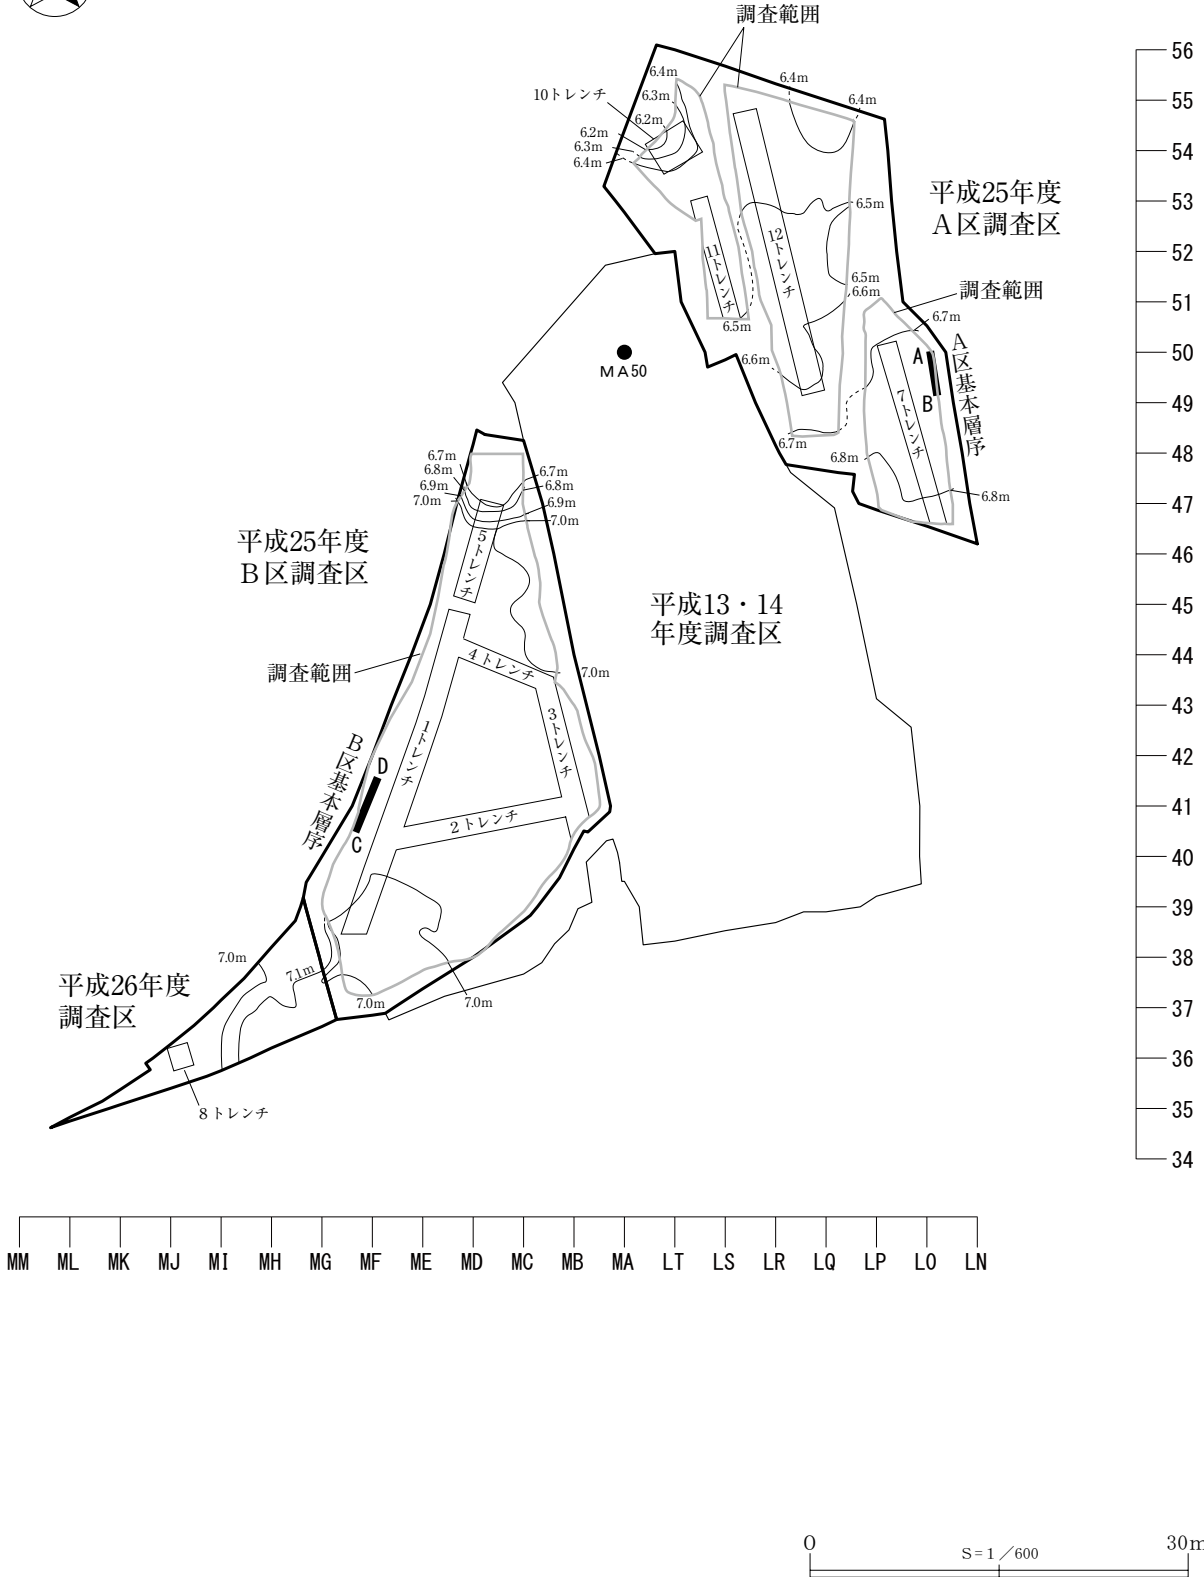 調査範囲
56
6.4m
6.4m
55
10トレンチ
6.3m
6.4m
6.2m
6.2m
6.3m
6.4m
54
平成25年度
A区調査区
53
6.5m
12トレンチ
11トレンチ
52
6.5m
6.6m
調査範囲
51
6.7m
6.5m
A区基本層序
A
50
MA50
6.6m
B
49
7トレンチ
6.7m
6.8m
48
6.7m
6.8m
6.9m
7.0m
6.7m
6.8m
6.9m
7.0m
6.8m
47
平成25年度
B区調査区
5トレンチ
46
平成13・14
年度調査区
45
4トレンチ
調査範囲
7.0m
44
3トレンチ
43
1トレンチ
B区基本層序
D
42
41
2トレンチ
C
40
39
7.0m
7.1m
38
平成26年度
調査区
7.0m
7.0m
37
36
8トレンチ
35
34
MM ML MK MJ MI MH MG MF ME MD MC MB MA LT LS LR LQ LP LO LN
0
S=1/600
30m